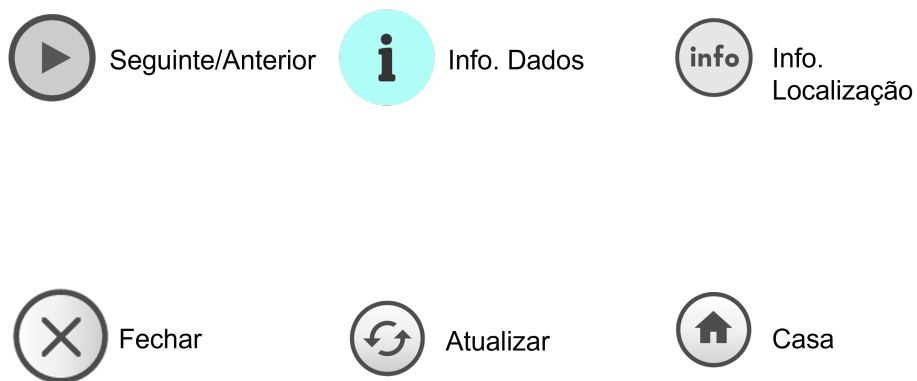 Seguinte/Anterior
i
Info. Dados
info
Info.
Localização
Fechar
Atualizar
Casa